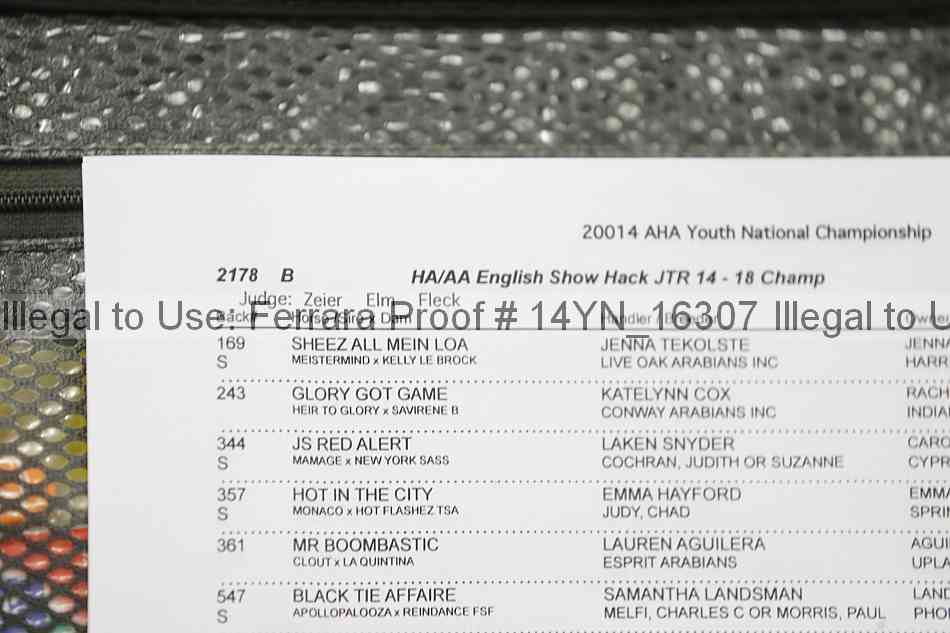 20014 AHA Youth National Championship
2178 B HA/AA English Show Hack JTR 14 - 18 Champ
Judge: Zeier Elm Fleck
Illegal to Use: Ferrara Proof # 14YN_16307 Illegal to U
169 SHEEZ ALL MEIN LOA JENNA TEKOLSTE JENNA
S MEISTERMIND x KELLY LE BROCK LIVE OAK ARABIANS INC HARR
243 GLORY GOT GAME KATELYNN COX RACH
HEIR TO GLORY x SAVIRENE B CONWAY ARABIANS INC INDIA
344 JS RED ALERT LAKEN SNYDER CARO
S MAMAGE x NEW YORK SASS COCHRAN, JUDITH OR SUZANNE CYPR
357 HOT IN THE CITY EMMA HAYFORD EMMA
S MONACO x HOT FLASHEZ TSA JUDY, CHAD SPRIN
361 MR BOOMBASTIC LAUREN AGUILERA AGUI
CLOUT x LA QUINTINA ESPRIT ARABIANS UPLA
547 BLACK TIE AFFAIRE SAMANTHA LANDSMAN LAND
S APOLLOPALOOZA x REINDANCE FSF MELFI, CHARLES C OR MORRIS, PAUL PHO